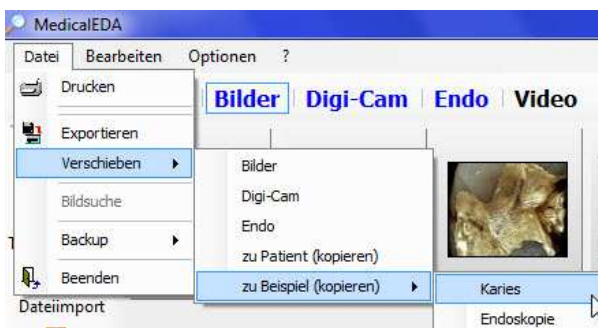 MedicalEDA
Datei Bearbeiten Optionen ?
Drucken
Bilder Digi-Cam Endo Video
Exportieren
Verschieben
Bilder
Bildsuche
Digi-Cam
Endo
Backup
zu Patient (kopieren)
Beenden
zu Beispiel (kopieren)
Karies
Dateiimport
Endoskopie